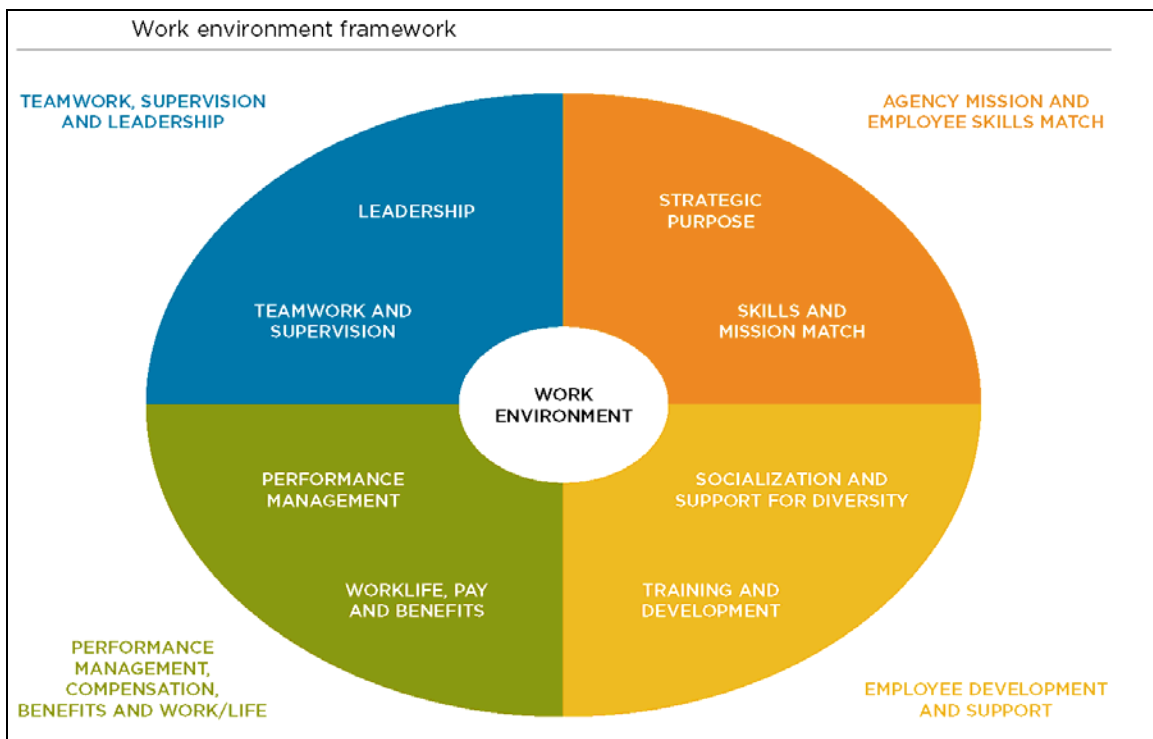 Work environment framework
TEAMWORK, SUPERVISION
AND LEADERSHIP
AGENCY MISSION AND
EMPLOYEE SKILLS MATCH
LEADERSHIP
STRATEGIC
PURPOSE
TEAMWORK AND
SUPERVISION
SKILLS AND
MISSION MATCH
WORK
ENVIRONMENT
PERFORMANCE
MANAGEMENT
SOCIALIZATION AND
SUPPORT FOR DIVERSITY
WORKLIFE, PAY
AND BENEFITS
TRAINING AND
DEVELOPMENT
PERFORMANCE
MANAGEMENT,
COMPENSATION,
BENEFITS AND WORK/LIFE
EMPLOYEE DEVELOPMENT
AND SUPPORT